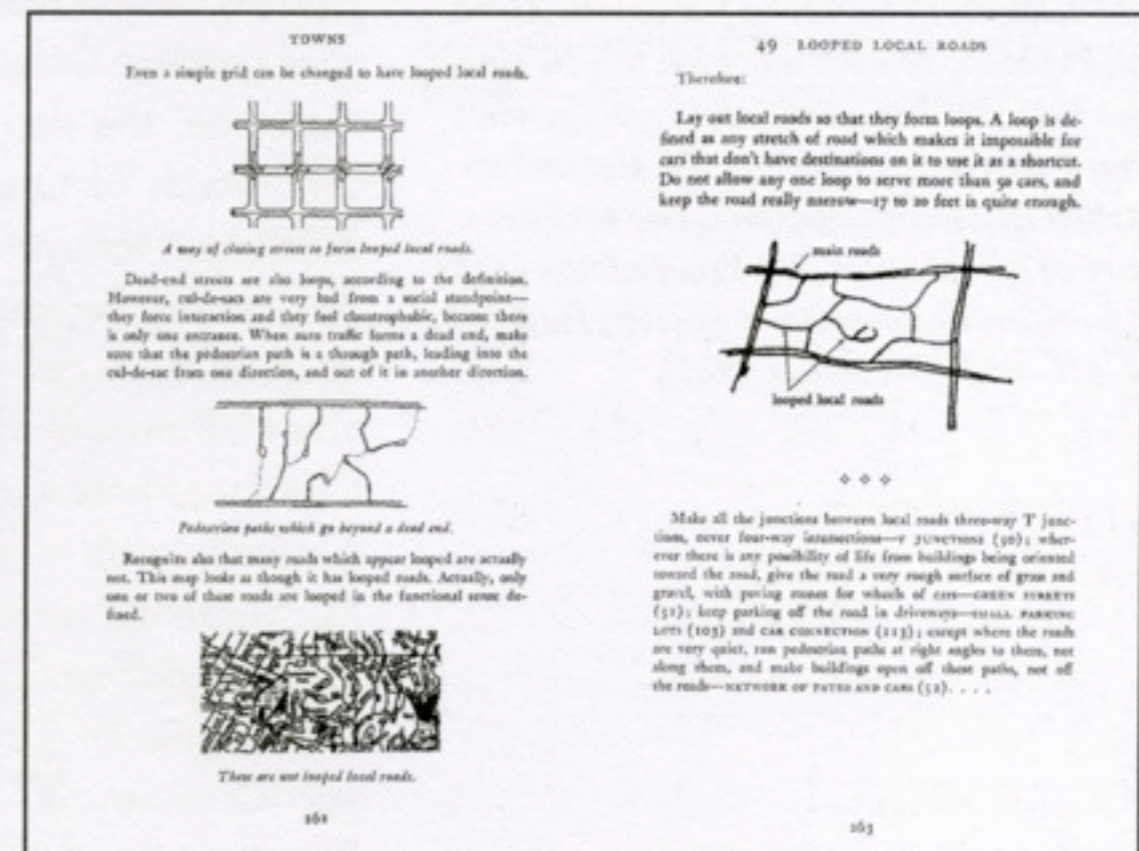 TOWNS
Even a simple grid can be changed to have looped local roads.
A way of closing streets to form looped local roads.
Dead-end streets are also loops, according to the definition.
However, cul-de-sacs are very bad from a social standpoint—
they force interaction and they feel claustrophobic, because there
is only one entrance. When auto traffic forms a dead end, make
sure that the pedestrian path is a through path, leading into the
cul-de-sac from one direction, and out of it in another direction.
Pedestrian paths which go beyond a dead end.
Recognize also that many roads which appear looped are actually
not. This map looks as though it has looped roads. Actually, only
one or two of these roads are looped in the functional sense de-
fined.
These are not looped local roads.
262
49 LOOPED LOCAL ROADS
Therefore:
Lay out local roads so that they form loops. A loop is de-
fined as any stretch of road which makes it impossible for
cars that don't have destinations on it to use it as a shortcut.
Do not allow any one loop to serve more than 50 cars, and
keep the road really narrow—17 to 20 feet is quite enough.
main roads
looped local roads
Make all the junctions between local roads three-way T junc-
tions, never four-way intersections—T JUNCTIONS (50); wher-
ever there is any possibility of life from buildings being oriented
toward the road, give the road a very rough surface of grass and
gravel, with paving stones for wheels of cars—GREEN STREETS
(51); keep parking off the road in driveways—SMALL PARKING
LOTS (103) and CAR CONNECTION (113); except where the roads
are very quiet, run pedestrian paths at right angles to them, not
along them, and make buildings open off these paths, not off
the roads—NETWORK OF PATHS AND CARS (52). . . .
263